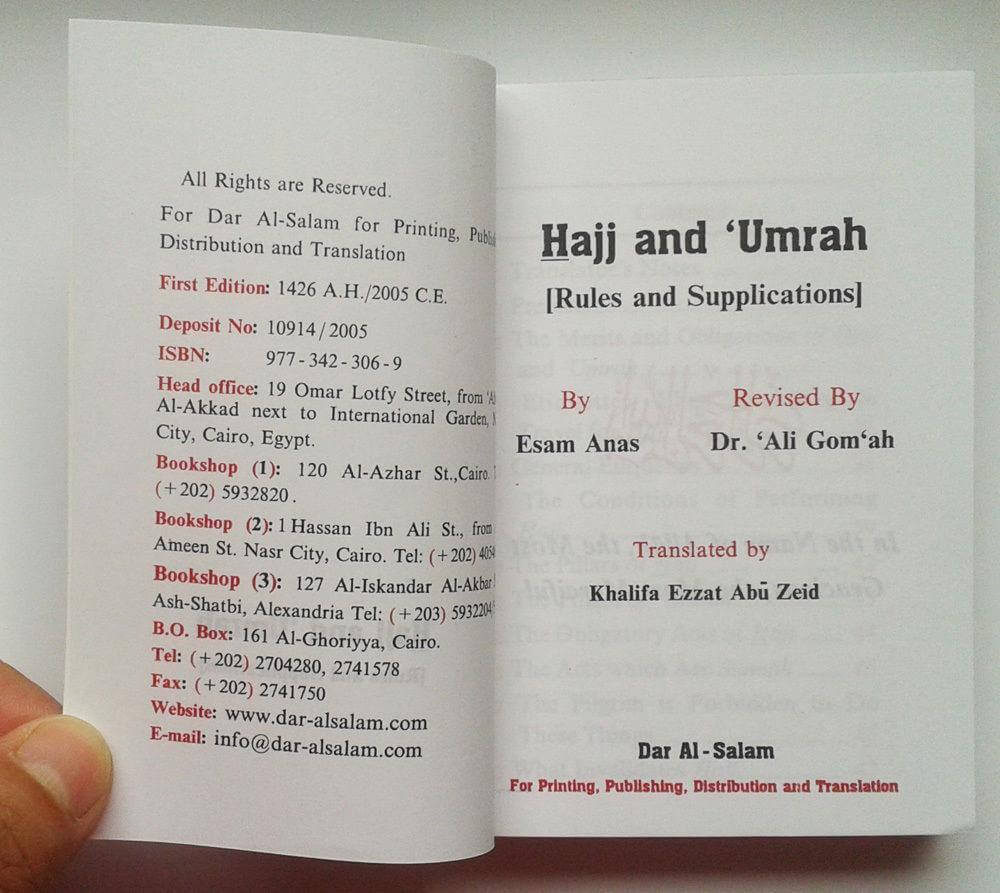 All Rights are Reserved.
For Dar Al-Salam for Printing,
Distribution and Translation
First Edition: 1426 A.H./2005 C.E.
Deposit No: 10914/2005
ISBN: 977-342-306-9
Head office: 19 Omar Lotfy Street, from
Al-Akkad next to International Garden,
City, Cairo, Egypt.
Bookshop (1): 120 Al-Azhar St.,Cairo.
(+202) 5932820.
Bookshop (2): 1 Hassan Ibn Ali St., from
Ameen St. Nasr City, Cairo. Tel: (+202)
Bookshop (3): 127 Al-Iskandar Al-Akbar
Ash-Shatbi, Alexandria Tel: (+203) 5932204
B.O. Box: 161 Al-Ghoriyya, Cairo.
Tel: (+202) 2704280, 2741578
Fax: (+202) 2741750
Website: www.dar-alsalam.com
E-mail: info@dar-alsalam.com
Hajj and ‘Umrah
[Rules and Supplications]
By
Esam Anas
Revised By
Dr. ‘Ali Gom‘ah
Translated by
Khalifa Ezzat Abū Zeid
Dar Al-Salam
For Printing, Publishing, Distribution and Translation